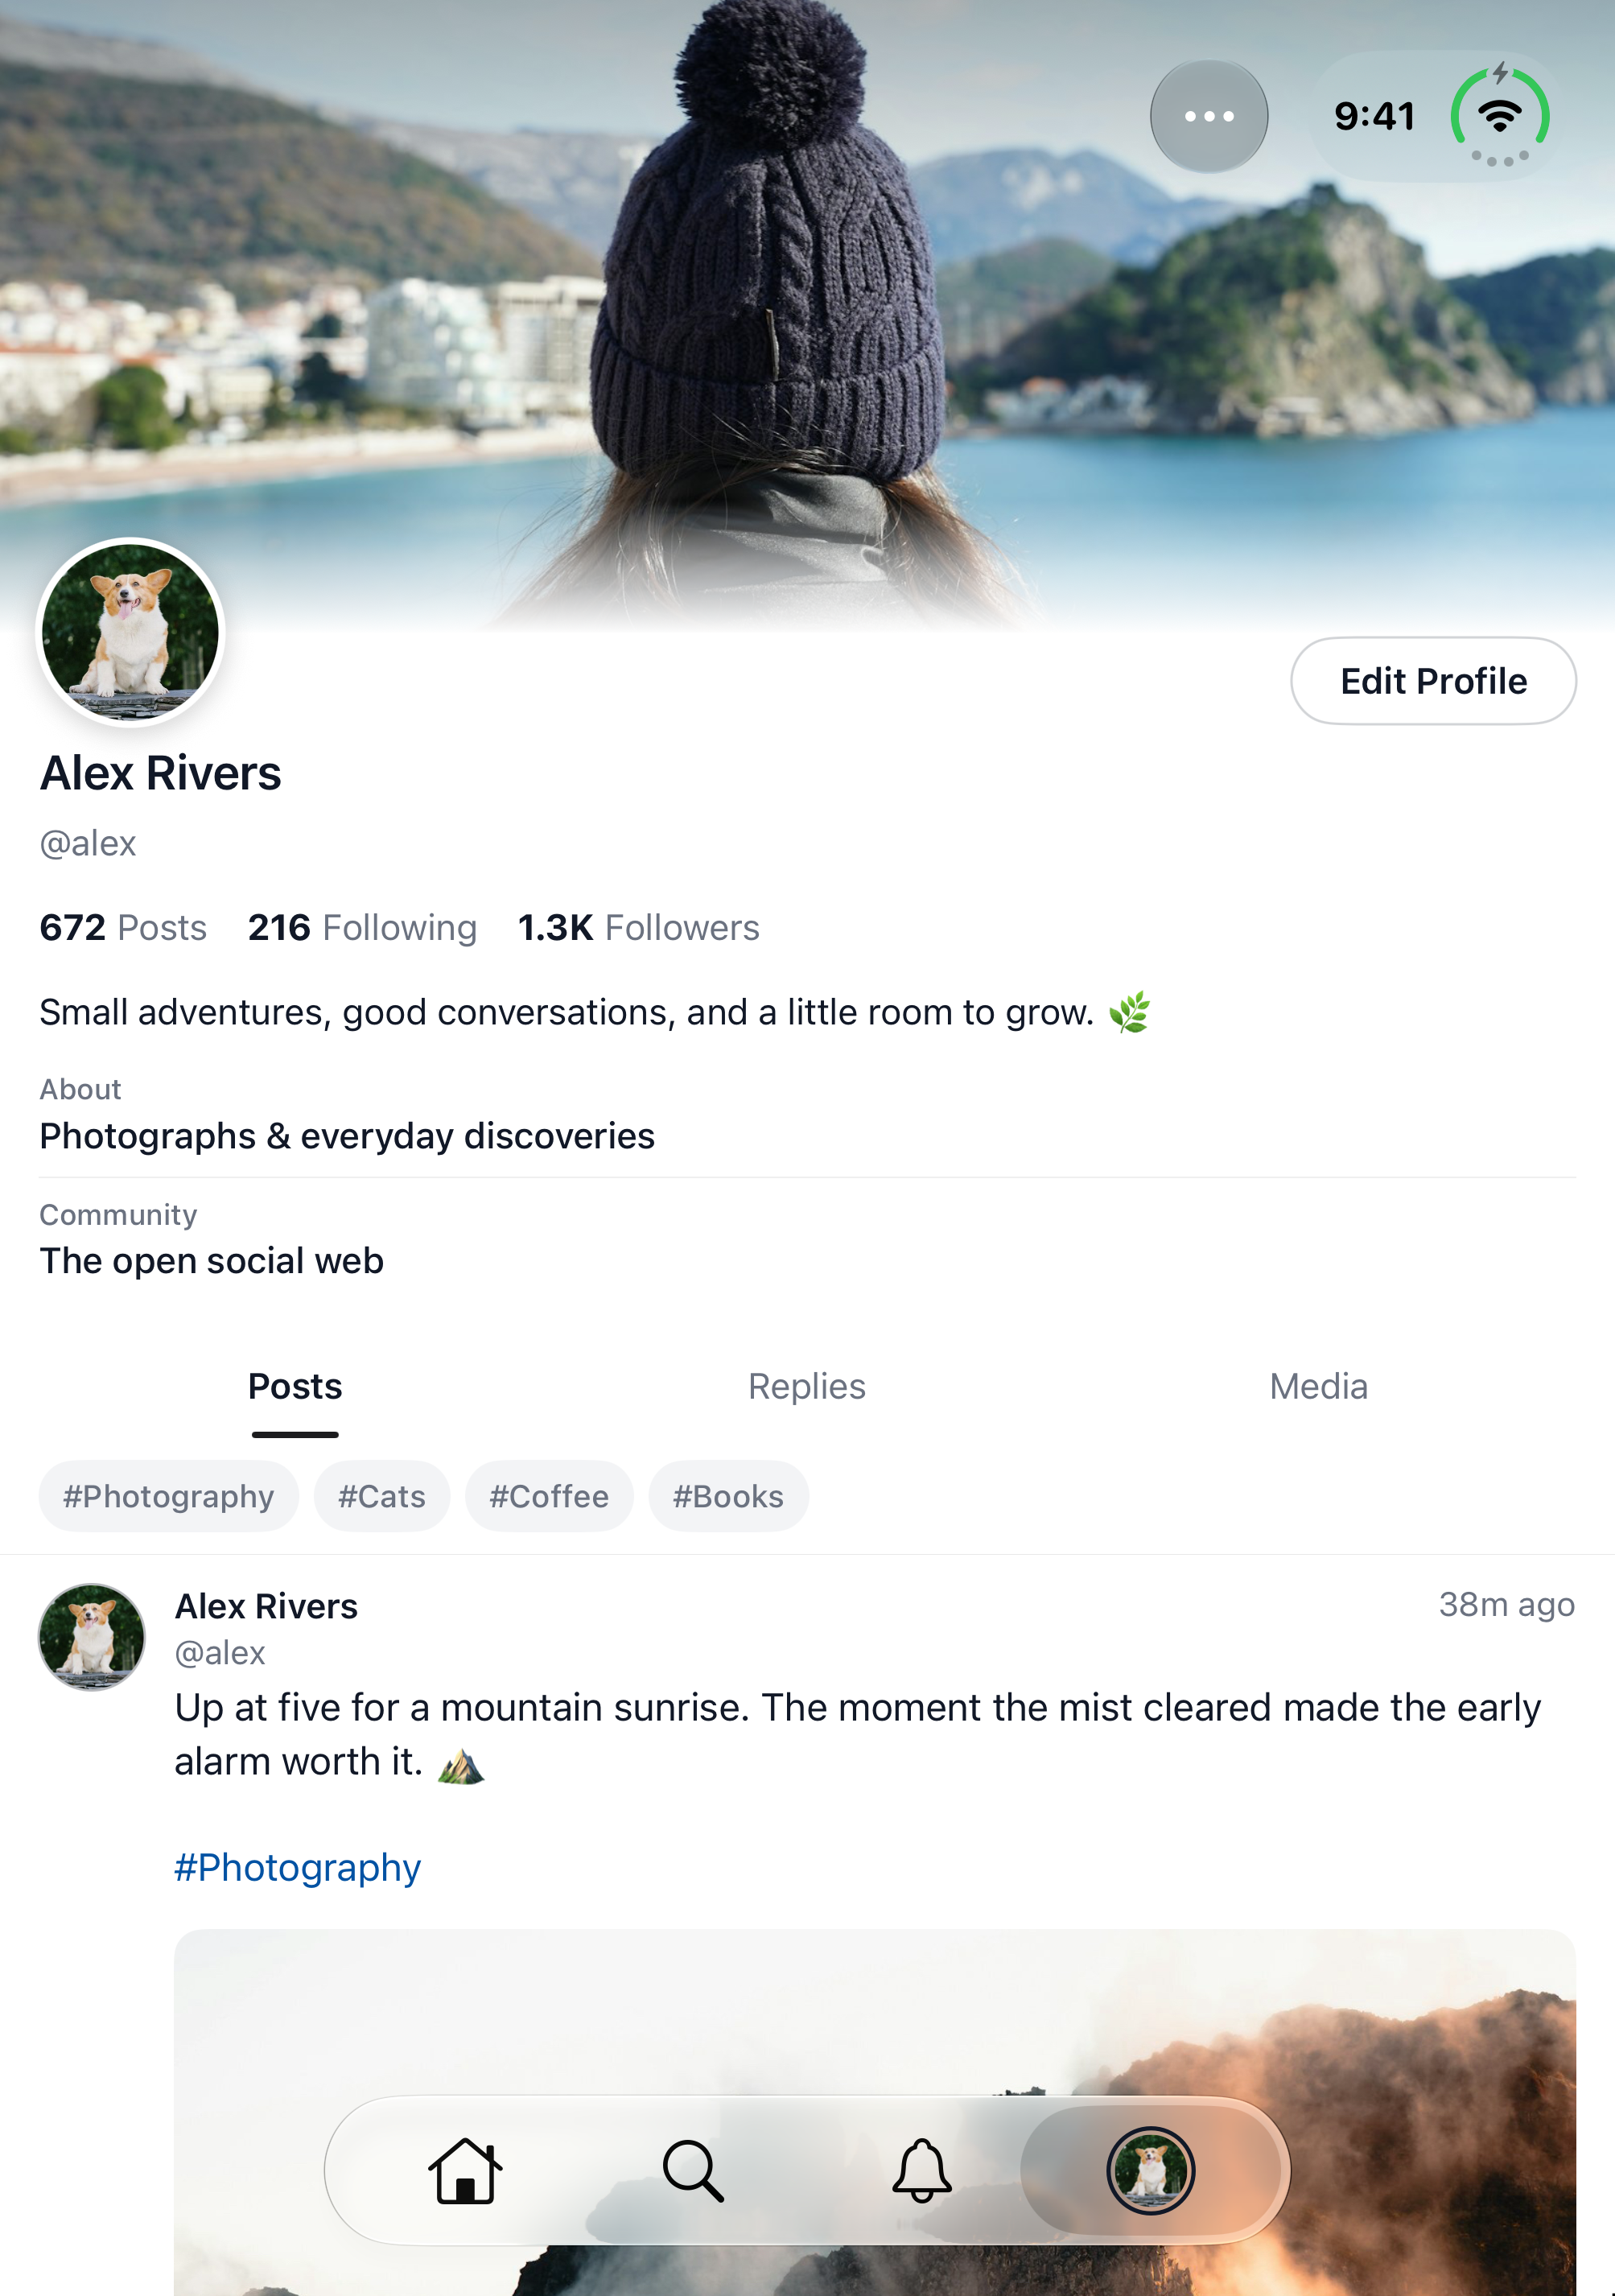 9:41
Edit Profile
Alex Rivers
@alex
672 Posts 216 Following 1.3K Followers
Small adventures, good conversations, and a little room to grow. 🌿
About
Photographs & everyday discoveries
Community
The open social web
Posts Replies Media
#Photography #Cats #Coffee #Books
Alex Rivers 38m ago
@alex
Up at five for a mountain sunrise. The moment the mist cleared made the early
alarm worth it. ⛰️
#Photography